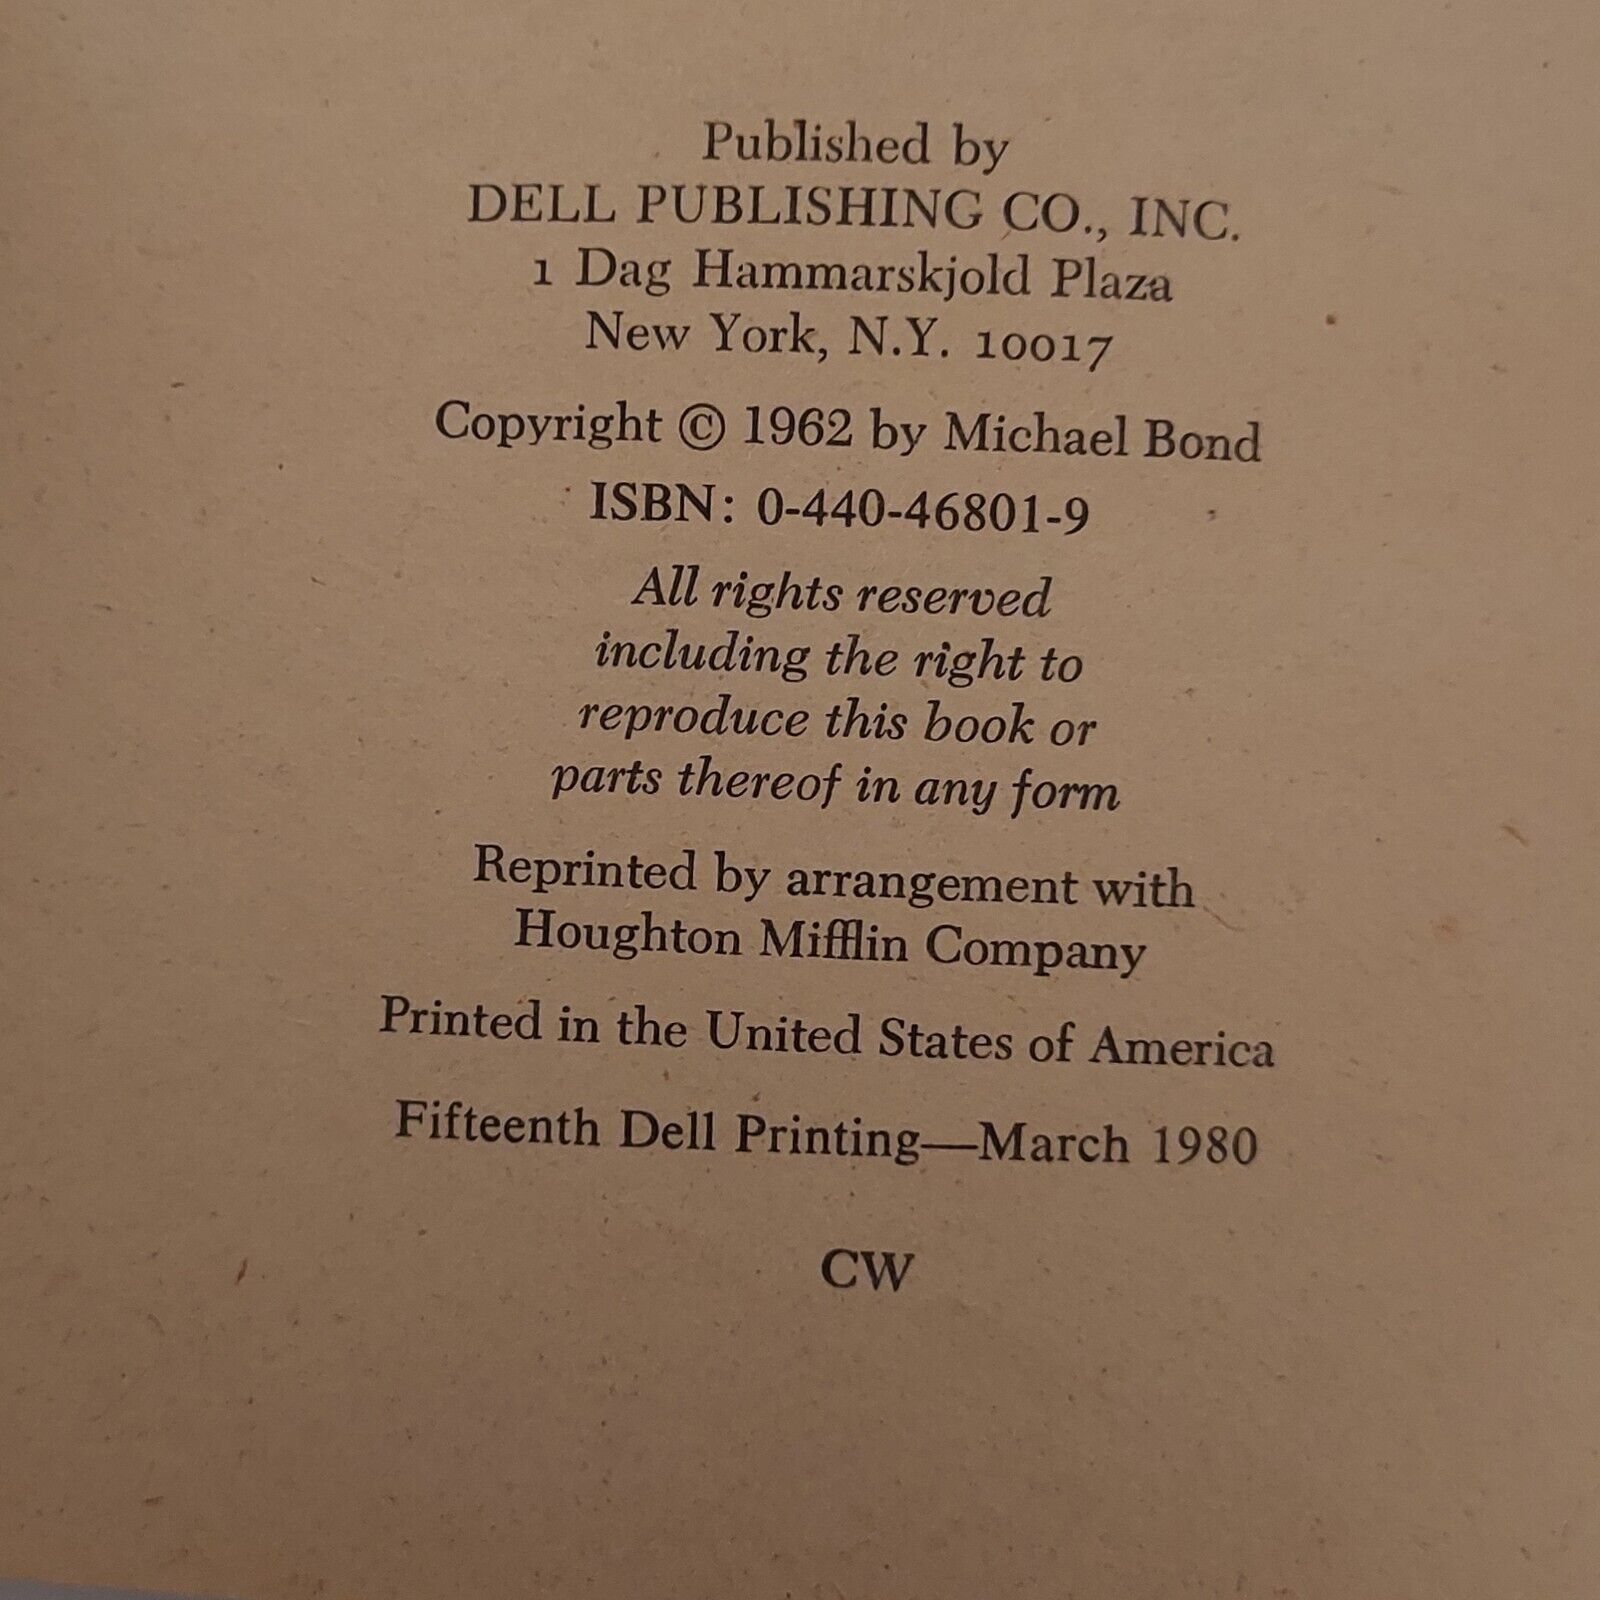 Published by
DELL PUBLISHING CO., INC.
1 Dag Hammarskjold Plaza
New York, N.Y. 10017
Copyright © 1962 by Michael Bond
ISBN: 0-440-46801-9
All rights reserved
including the right to
reproduce this book or
parts thereof in any form
Reprinted by arrangement with
Houghton Mifflin Company
Printed in the United States of America
Fifteenth Dell Printing—March 1980
CW